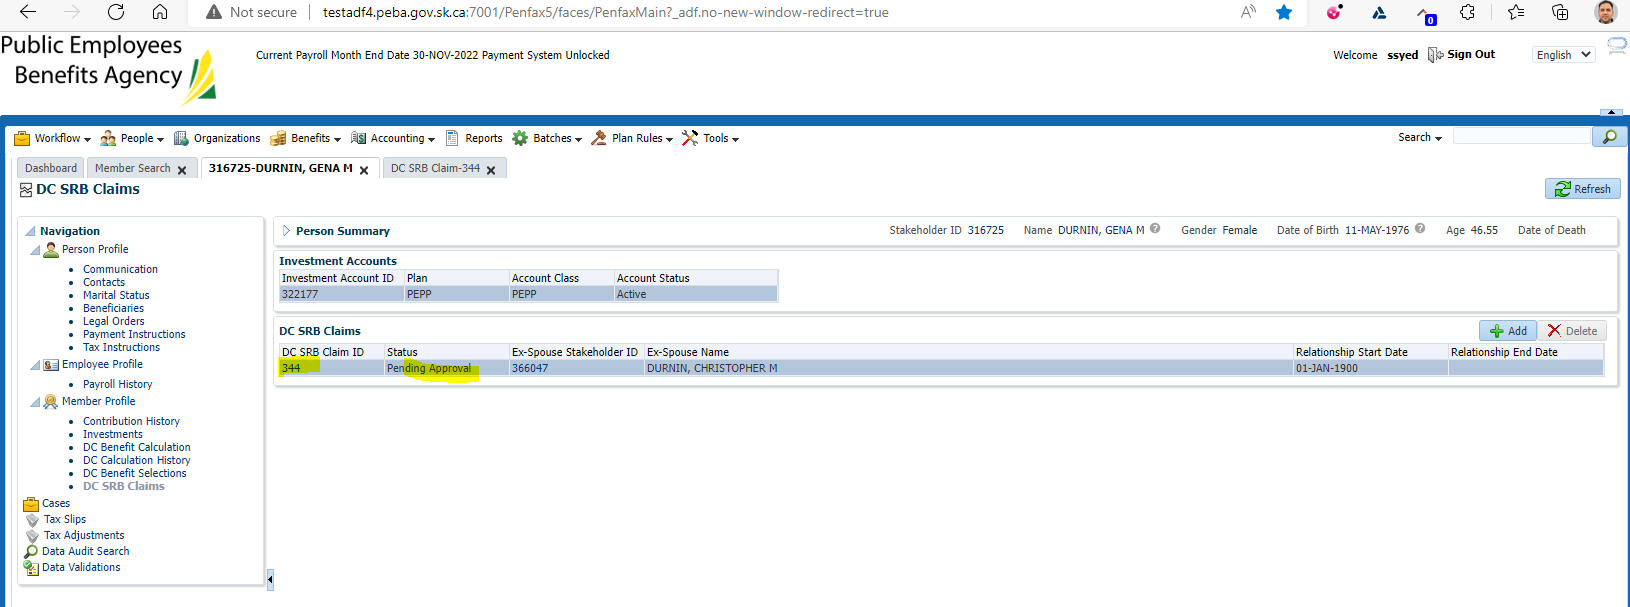 Not secure testadf4.peba.gov.sk.ca:7001/Penfax5/faces/PenfaxMain?_adf.no-new-window-redirect=true
0
Public Employees
Benefits Agency
Current Payroll Month End Date 30-NOV-2022 Payment System Unlocked
Welcome ssyed Sign Out English
Workflow People Organizations Benefits Accounting Reports Batches Plan Rules Tools Search
Dashboard Member Search 316725-DURNIN, GENA M DC SRB Claim-344
DC SRB Claims
Refresh
Navigation
Person Profile
Communication
Contacts
Marital Status
Beneficiaries
Legal Orders
Payment Instructions
Tax Instructions
Employee Profile
Payroll History
Member Profile
Contribution History
Investments
DC Benefit Calculation
DC Calculation History
DC Benefit Selections
DC SRB Claims
Cases
Tax Slips
Tax Adjustments
Data Audit Search
Data Validations
Person Summary Stakeholder ID 316725 Name DURNIN, GENA M Gender Female Date of Birth 11-MAY-1976 Age 46.55 Date of Death
Investment Accounts
Investment Account ID Plan Account Class Account Status
322177 PEPP PEPP Active
DC SRB Claims
Add Delete
DC SRB Claim ID Status Ex-Spouse Stakeholder ID Ex-Spouse Name Relationship Start Date Relationship End Date
344 Pending Approval 366047 DURNIN, CHRISTOPHER M 01-JAN-1900